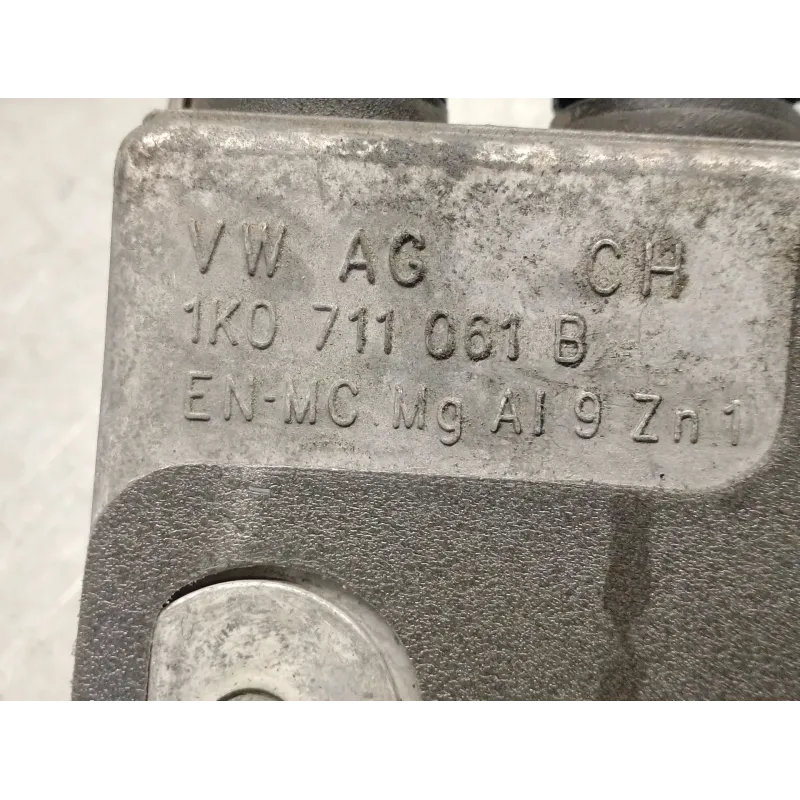 VW AG CH
1K0 711 061 B
EN-MC Mg Al 9 Zn 1